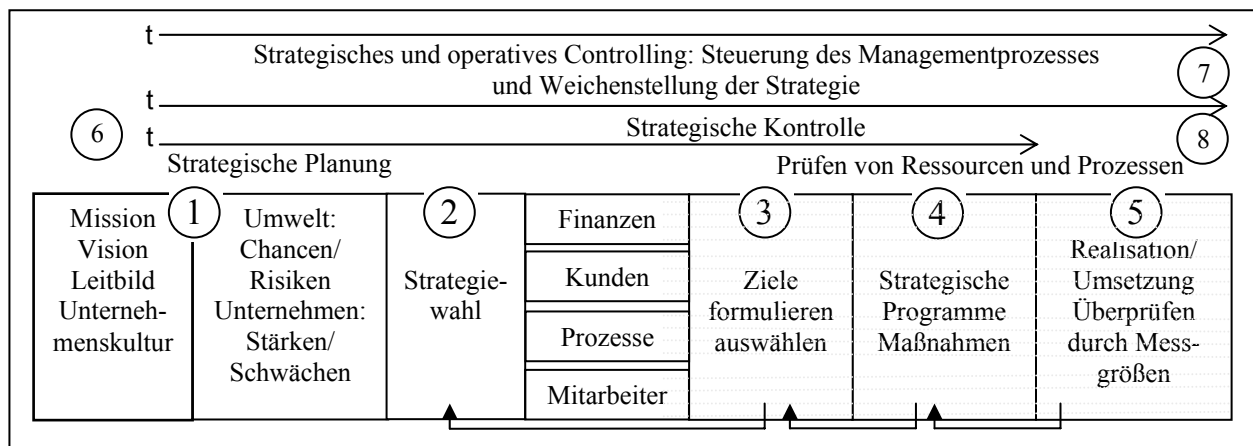 t
Strategisches und operatives Controlling: Steuerung des Managementprozesses
und Weichenstellung der Strategie
7
t
6
t
Strategische Kontrolle
8
Strategische Planung
Prüfen von Ressourcen und Prozessen
1
Mission
Vision
Leitbild
Unterneh-
menskultur
Umwelt:
Chancen/
Risiken
Unternehmen:
Stärken/
Schwächen
2
Strategie-
wahl
Finanzen
Kunden
Prozesse
Mitarbeiter
3
Ziele
formulieren
auswählen
4
Strategische
Programme
Maßnahmen
5
Realisation/
Umsetzung
Überprüfen
durch Mess-
größen